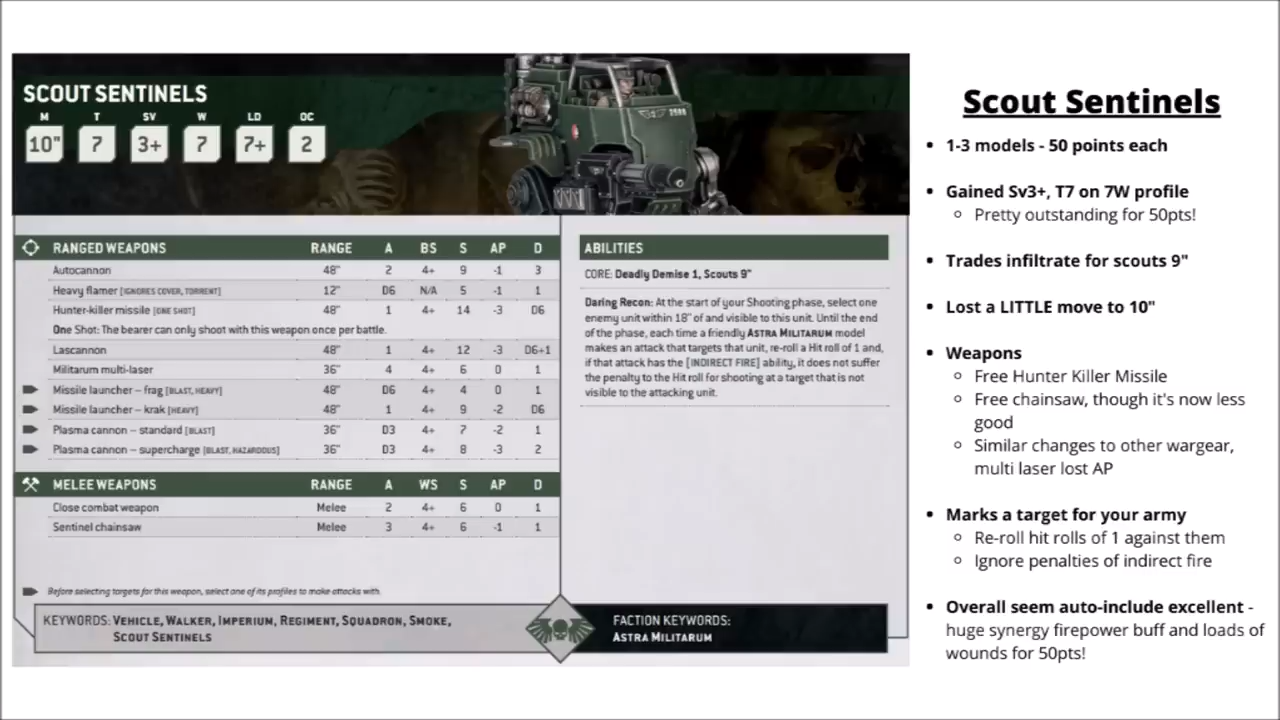 SCOUT SENTINELS
M T SV W LD OC
10" 7 3+ 7 7+ 2
RANGED WEAPONS RANGE A BS S AP D
Autocannon 48" 2 4+ 9 -1 3
Heavy flamer [IGNORES COVER, TORRENT] 12" D6 N/A 5 -1 1
Hunter-killer missile [ONE SHOT] 48" 1 4+ 14 -3 D6
One Shot: The bearer can only shoot with this weapon once per battle.
Lascannon 48" 1 4+ 12 -3 D6+1
Militarum multi-laser 36" 4 4+ 6 0 1
Missile launcher – frag [BLAST, HEAVY] 48" D6 4+ 4 0 1
Missile launcher – krak [HEAVY] 48" 1 4+ 9 -2 D6
Plasma cannon – standard [BLAST] 36" D3 4+ 7 -2 1
Plasma cannon – supercharge [BLAST, HAZARDOUS] 36" D3 4+ 8 -3 2
MELEE WEAPONS RANGE A WS S AP D
Close combat weapon Melee 2 4+ 6 0 1
Sentinel chainsaw Melee 3 4+ 6 -1 1
Before selecting targets for this weapon, select one of its profiles to make attacks with.
KEYWORDS: VEHICLE, WALKER, IMPERIUM, REGIMENT, SQUADRON, SMOKE,
SCOUT SENTINELS
ABILITIES
CORE: Deadly Demise 1, Scouts 9"
Daring Recon: At the start of your Shooting phase, select one
enemy unit within 18" of and visible to this unit. Until the end
of the phase, each time a friendly ASTRA MILITARUM model
makes an attack that targets that unit, re-roll a Hit roll of 1 and,
if that attack has the [INDIRECT FIRE] ability, it does not suffer
the penalty to the Hit roll for shooting at a target that is not
visible to the attacking unit.
FACTION KEYWORDS:
ASTRA MILITARUM
Scout Sentinels
• 1-3 models - 50 points each
• Gained Sv3+, T7 on 7W profile
○ Pretty outstanding for 50pts!
• Trades infiltrate for scouts 9"
• Lost a LITTLE move to 10"
• Weapons
○ Free Hunter Killer Missile
○ Free chainsaw, though it's now less
good
○ Similar changes to other wargear,
multi laser lost AP
• Marks a target for your army
○ Re-roll hit rolls of 1 against them
○ Ignore penalties of indirect fire
• Overall seem auto-include excellent -
huge synergy firepower buff and loads of
wounds for 50pts!